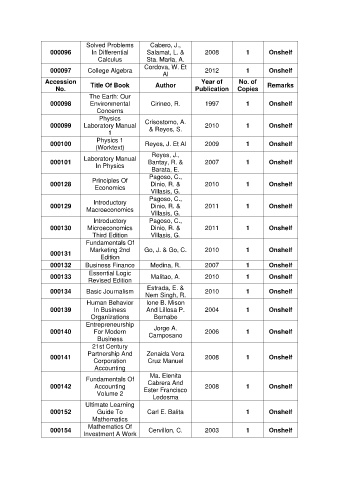 000096 Solved Problems In Differential Calculus Cabero, J., Salamat, L, & Sta. Maria, A. 2008 1 Onshelf
000097 College Algebra Cordova, W. Et Al 2012 1 Onshelf
Accession No. Title Of Book Author Year of Publication No. of Copies Remarks
000098 The Earth: Our Environmental Concerns Cirineo, R. 1997 1 Onshelf
000099 Physics Laboratory Manual 1 Crisostomo, A. & Reyes, S. 2010 1 Onshelf
000100 Physics 1 (Worktext) Reyes, J. Et Al 2009 1 Onshelf
000101 Laboratory Manual In Physics Reyes, J., Bantay, R. & Barata, E. 2007 1 Onshelf
000128 Principles Of Economics Pagoso, C., Dinio, R. & Villasis, G. 2010 1 Onshelf
000129 Introductory Macroeconomics Pagoso, C., Dinio, R. & Villasis, G. 2011 1 Onshelf
000130 Introductory Microeconomics Third Edition Pagoso, C., Dinio, R. & Villasis, G. 2011 1 Onshelf
000131 Fundamentals Of Marketing 2nd Edition Go, J. & Go, C. 2010 1 Onshelf
000132 Business Finance Medina, R. 2007 1 Onshelf
000133 Essential Logic Revised Edition Malitao, A. 2010 1 Onshelf
000134 Basic Journalism Estrada, E. & Nem Singh, R. 2010 1 Onshelf
000139 Human Behavior In Business Organizations Ione B. Mison And Lillosa P. Bernabe 2004 1 Onshelf
000140 Entrepreneurship For Modern Business Jorge A. Camposano 2006 1 Onshelf
000141 21st Century Partnership And Corporation Accounting Zenaida Vera Cruz Manuel 2008 1 Onshelf
000142 Fundamentals Of Accounting Volume 2 Ma. Elenita Cabrera And Ester Francisco Ledesma 2008 1 Onshelf
000152 Ultimate Learning Guide To Mathematics Carl E. Balita 1 Onshelf
000154 Mathematics Of Investment A Work Cervillon, C. 2003 1 Onshelf